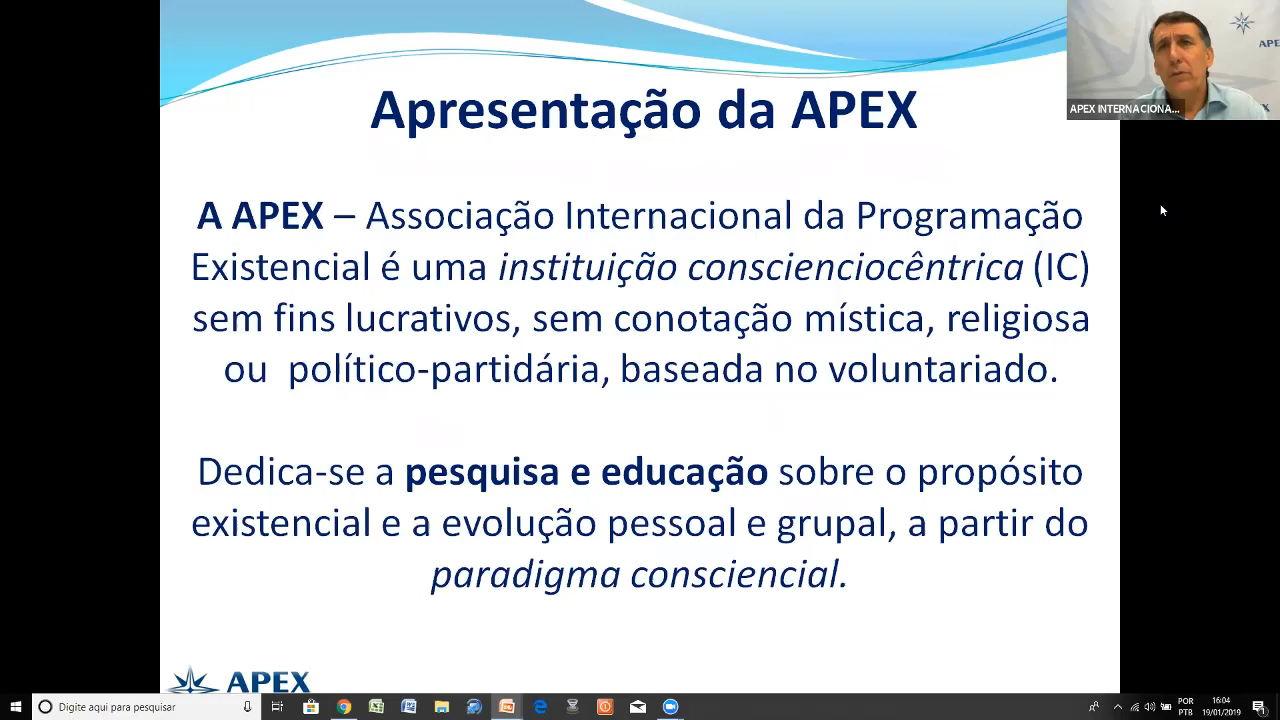 Apresentação da APEX
A APEX – Associação Internacional da Programação
Existencial é uma instituição conscienciocêntrica (IC)
sem fins lucrativos, sem conotação mística, religiosa
ou político-partidária, baseada no voluntariado.
Dedica-se a pesquisa e educação sobre o propósito
existencial e a evolução pessoal e grupal, a partir do
paradigma consciencial.
APEX
APEX INTERNACIONA...
Digite aqui para pesquisar
POR
PTB
16:04
19/01/2019